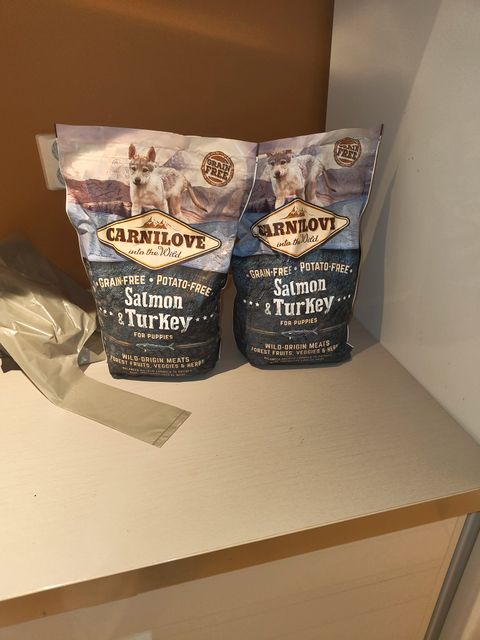 GRAIN
FREE
CARNILOVE
into the Wild
GRAIN-FREE • POTATO-FREE
Salmon
& Turkey
FOR PUPPIES
WILD-ORIGIN MEATS
FOREST FRUITS, VEGGIES & HERBS
GRAIN
FREE
CARNILOVE
into the Wild
GRAIN-FREE • POTATO-FREE
Salmon
& Turkey
FOR PUPPIES
WILD-ORIGIN MEATS
FOREST FRUITS, VEGGIES & HERBS